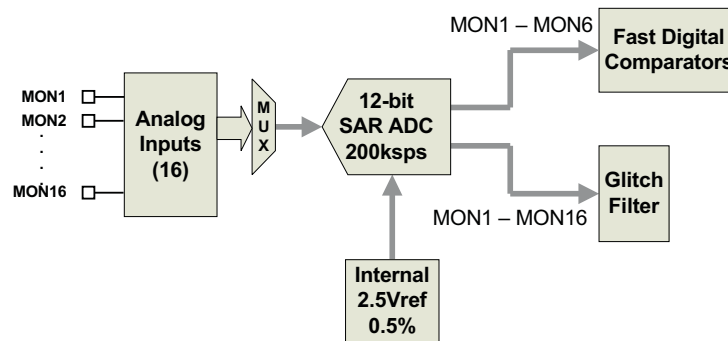 MON1 – MON6
Fast Digital
Comparators
MON1
MON2
.
.
.
.
MON16
Analog
Inputs
(16)
M
U
X
12-bit
SAR ADC
200ksps
MON1 – MON16
Glitch
Filter
Internal
2.5Vref
0.5%